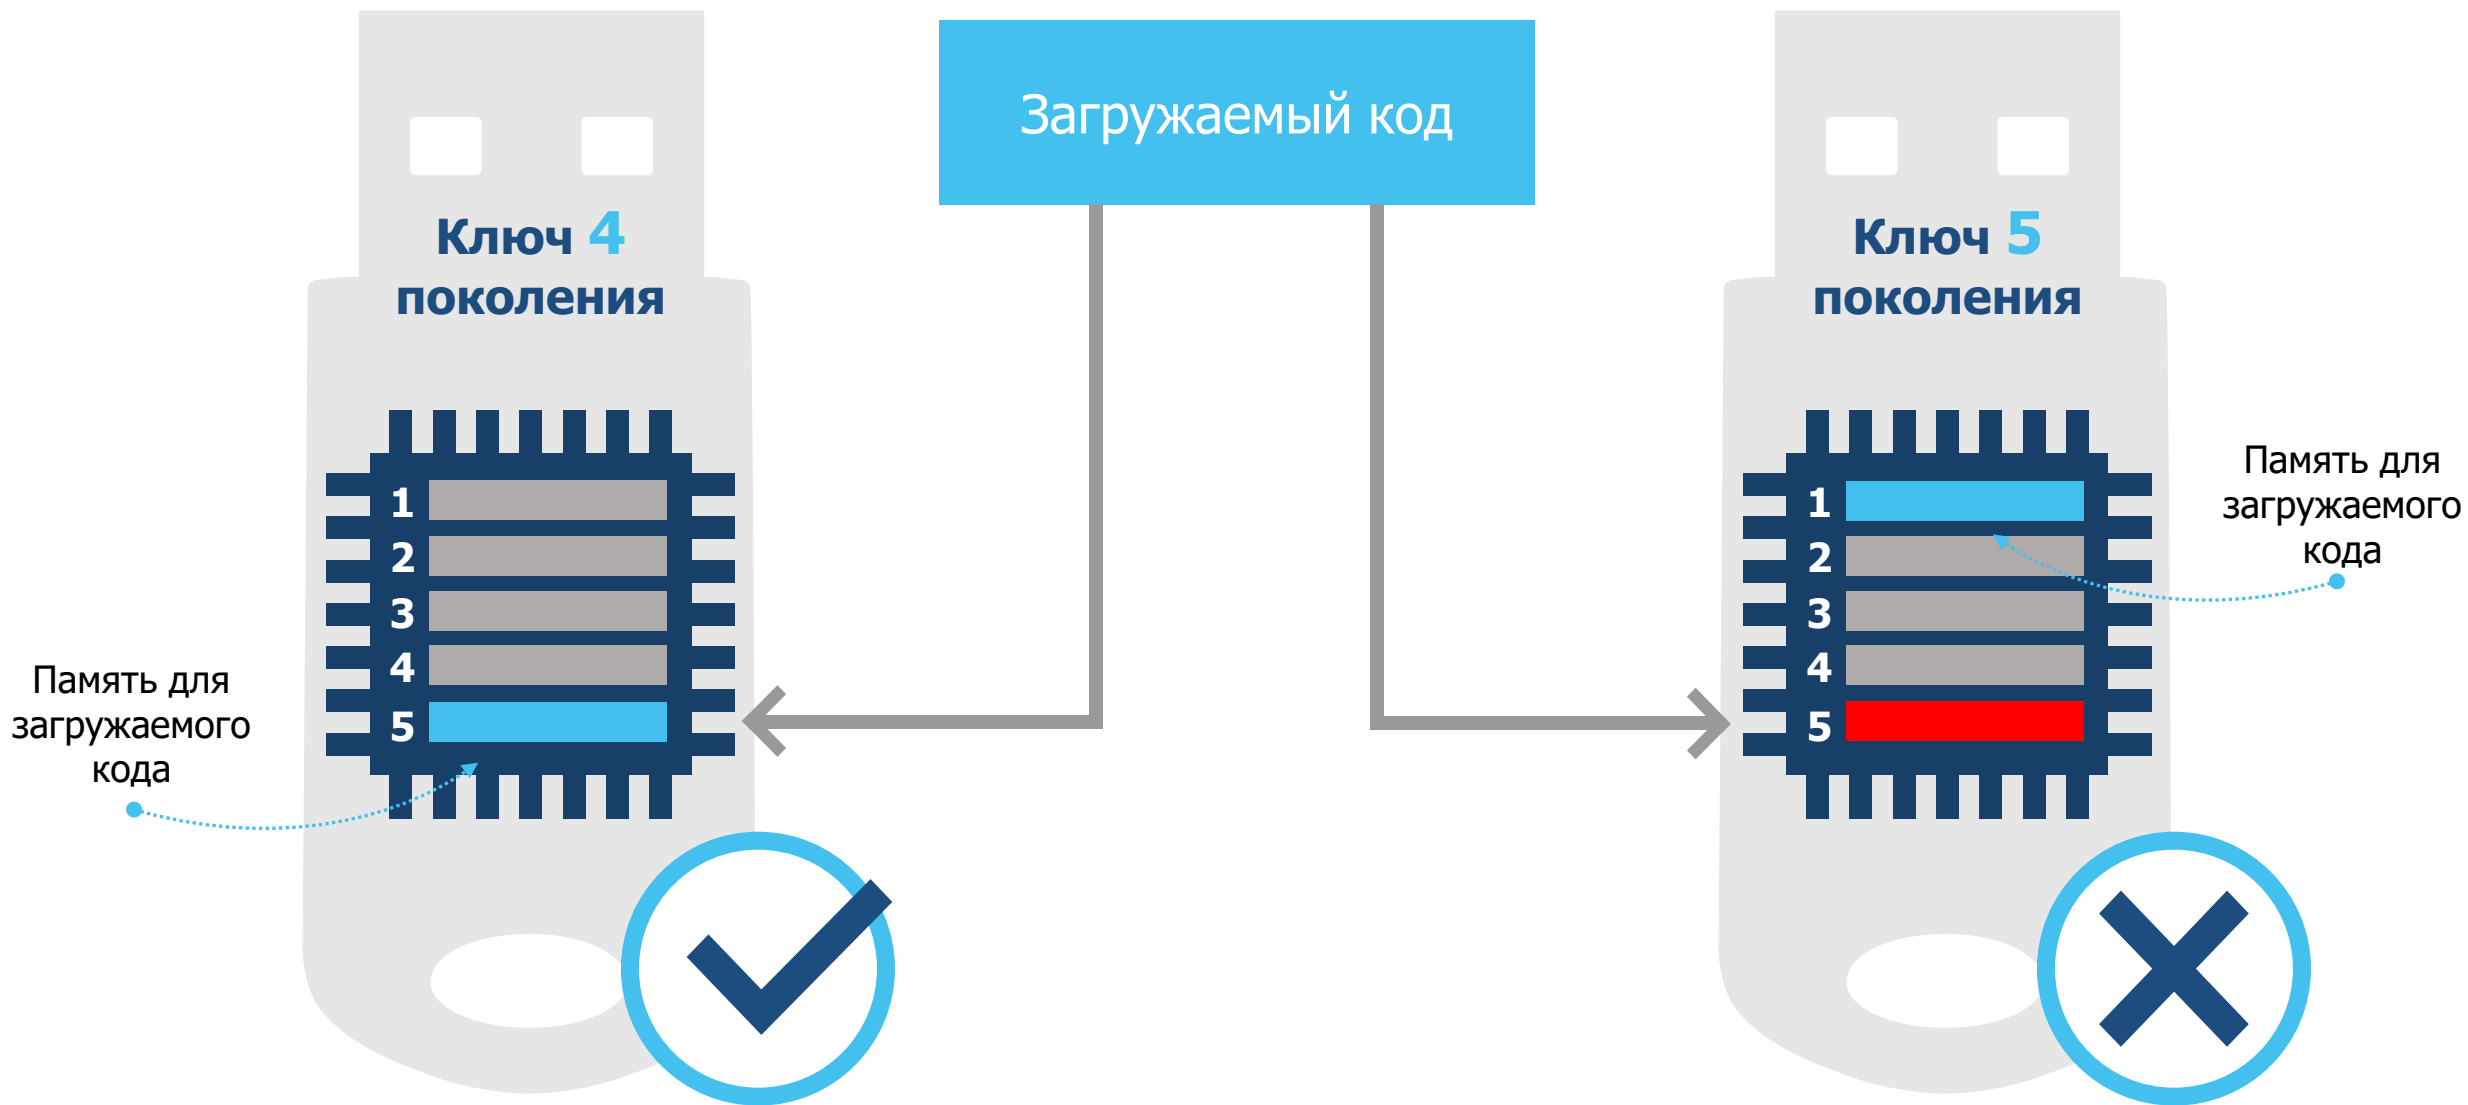 Загружаемый код
Ключ 4
поколения
1
2
3
4
5
Память для
загружаемого
кода
Ключ 5
поколения
1
2
3
4
5
Память для
загружаемого
кода